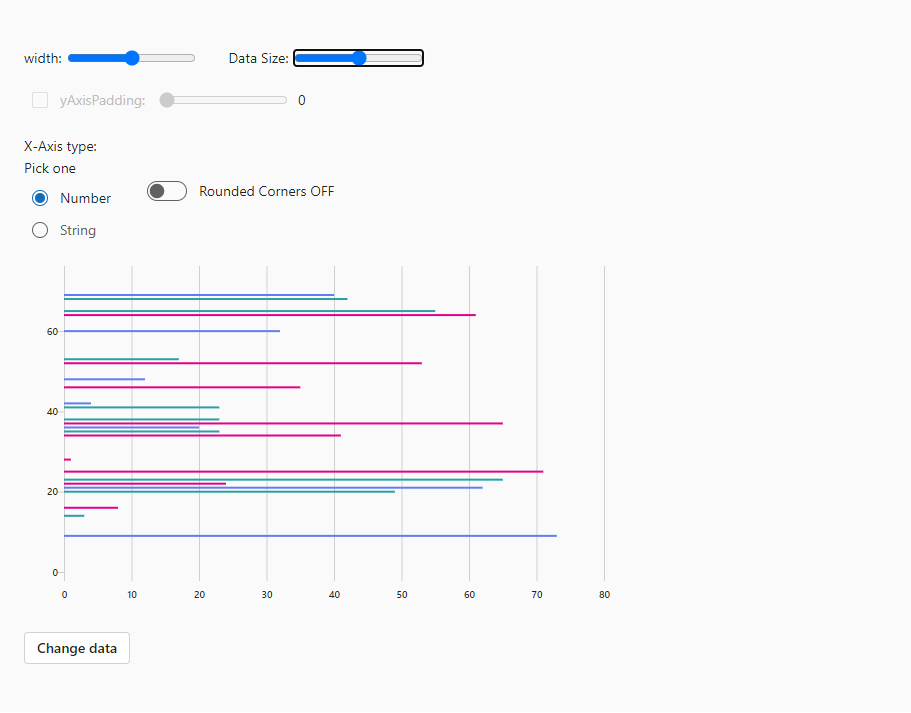 width: Data Size:
yAxisPadding: 0
X-Axis type:
Pick one
Number
Rounded Corners OFF
String
60
40
20
0
0 10 20 30 40 50 60 70 80
Change data